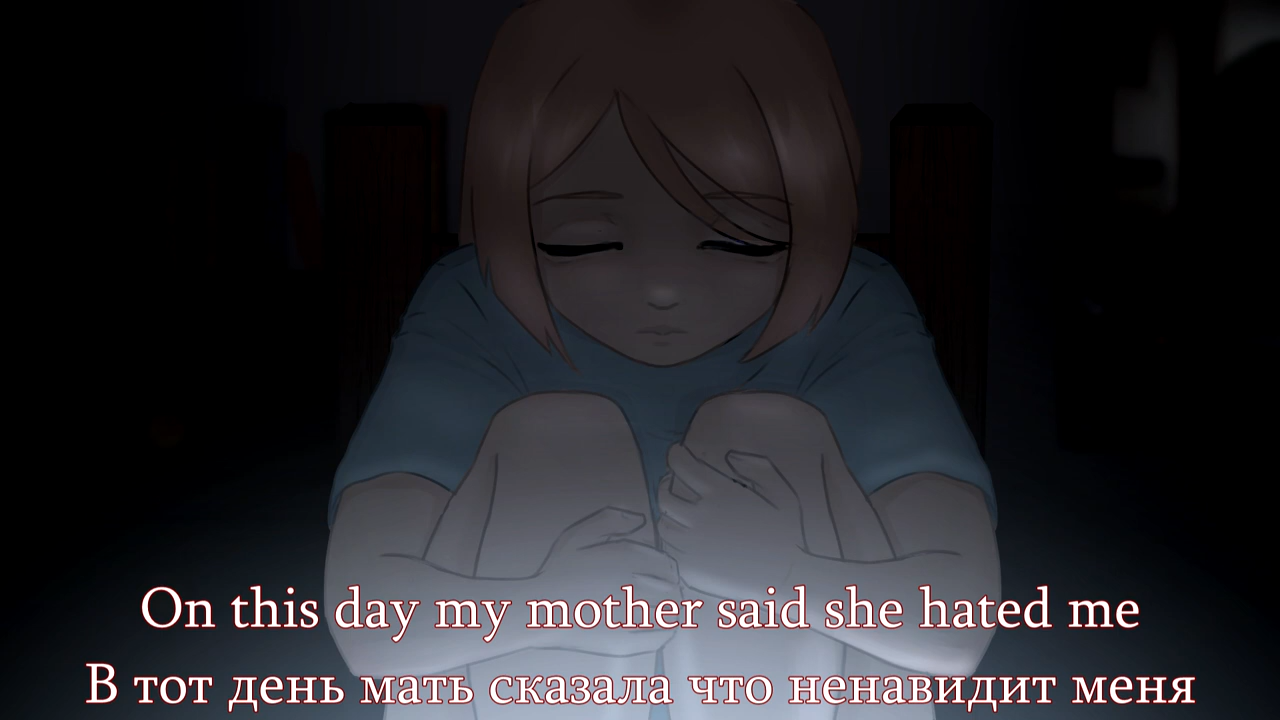 On this day my mother said she hated me
В тот день мать сказала что ненавидит меня